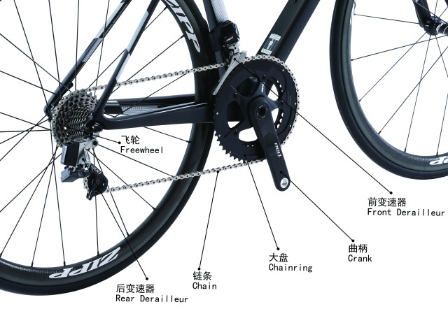 ZIPP
飞轮
Freewheel
前变速器
Front Derailleur
曲柄
Crank
大盘
Chainring
链条
Chain
ZIPP
后变速器
Rear Derailleur